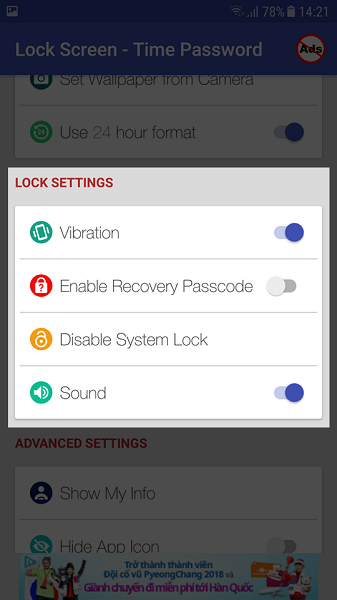 78% 14:21
Lock Screen - Time Password
Ads
Set Wallpaper from Camera
Use 24 hour format
LOCK SETTINGS
Vibration
Enable Recovery Passcode
Disable System Lock
Sound
ADVANCED SETTINGS
Show My Info
Hide App Icon
Trở thành thành viên
Đội cổ vũ PyeongChang 2018 và
Giành chuyến đi miễn phí tới Hàn Quốc